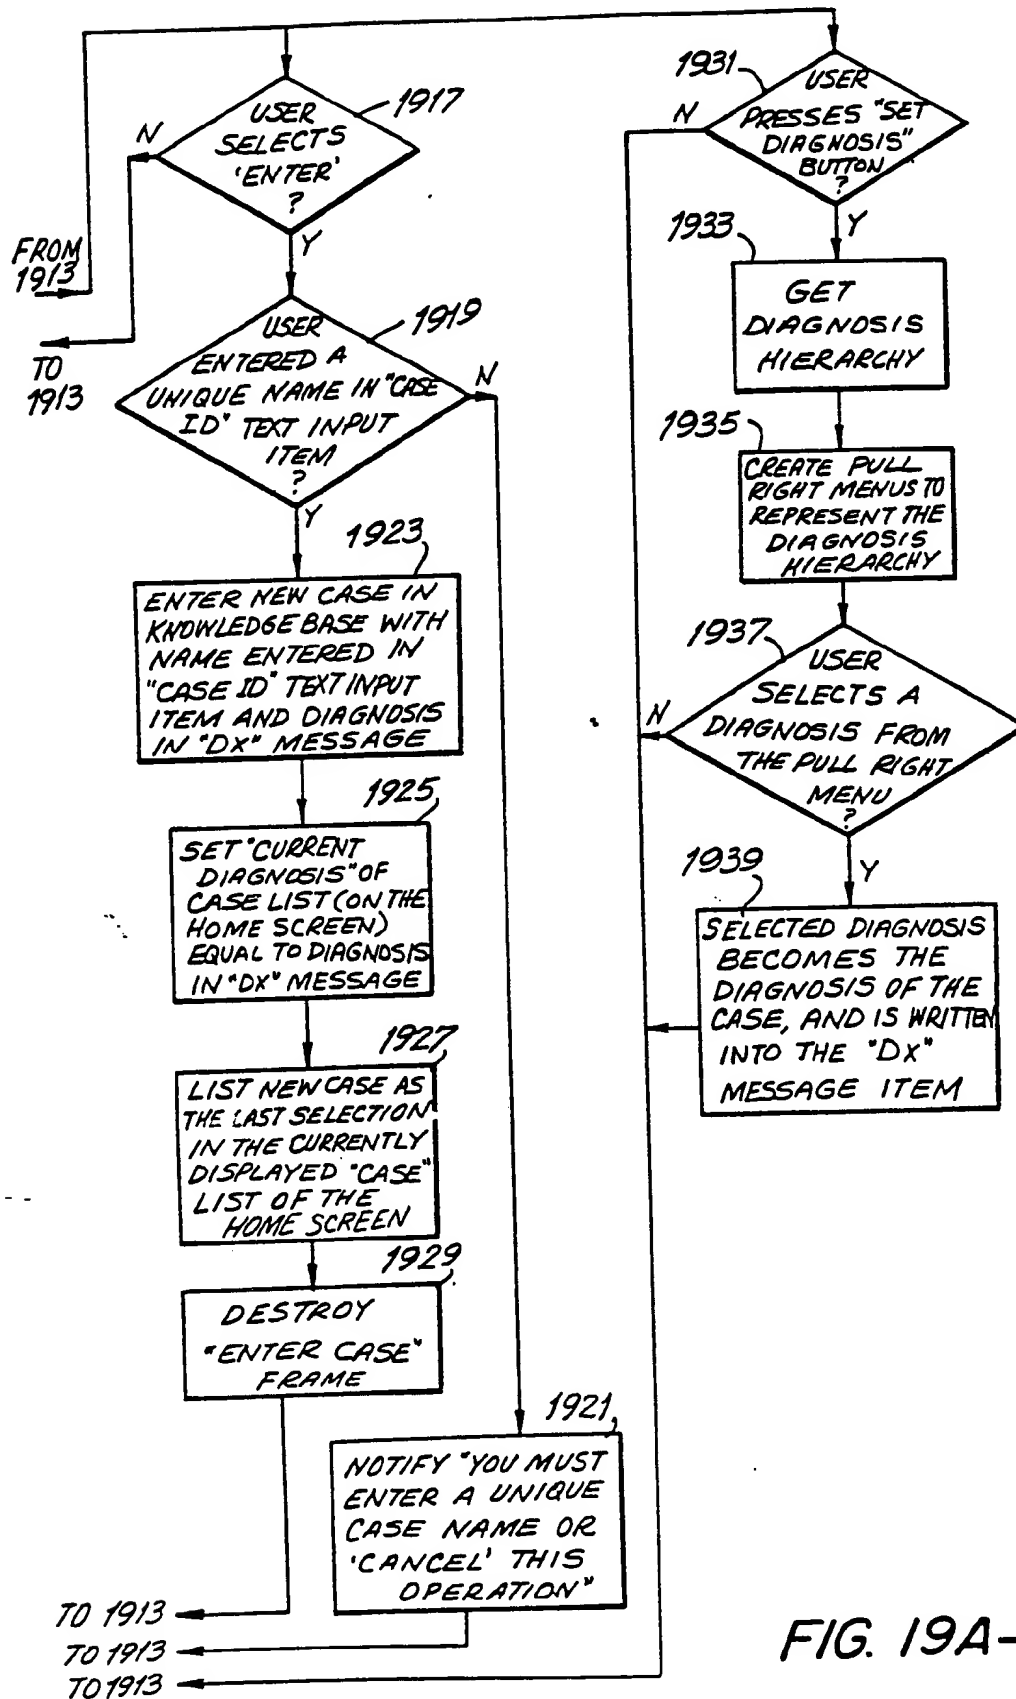 1917
USER
SELECTS
'ENTER'
?
N
Y
FROM
1913
TO
1913
1919
USER
ENTERED A
UNIQUE NAME IN "CASE
ID" TEXT INPUT
ITEM
?
N
Y
1923
ENTER NEW CASE IN
KNOWLEDGE BASE WITH
NAME ENTERED IN
"CASE ID" TEXT INPUT
ITEM AND DIAGNOSIS
IN "DX" MESSAGE
1925
SET "CURRENT
DIAGNOSIS" OF
CASE LIST (ON THE
HOME SCREEN)
EQUAL TO DIAGNOSIS
IN "DX" MESSAGE
1927
LIST NEW CASE AS
THE LAST SELECTION
IN THE CURRENTLY
DISPLAYED "CASE"
LIST OF THE
HOME SCREEN
1929
DESTROY
"ENTER CASE"
FRAME
1921
NOTIFY "YOU MUST
ENTER A UNIQUE
CASE NAME OR
'CANCEL' THIS
OPERATION"
TO 1913
TO 1913
TO 1913
1931
USER
PRESSES "SET
DIAGNOSIS"
BUTTON
?
N
Y
1933
GET
DIAGNOSIS
HIERARCHY
1935
CREATE PULL
RIGHT MENUS TO
REPRESENT THE
DIAGNOSIS
HIERARCHY
1937
USER
SELECTS A
DIAGNOSIS FROM
THE PULL RIGHT
MENU
?
N
Y
1939
SELECTED DIAGNOSIS
BECOMES THE
DIAGNOSIS OF THE
CASE, AND IS WRITTEN
INTO THE "DX"
MESSAGE ITEM
FIG. 19A-